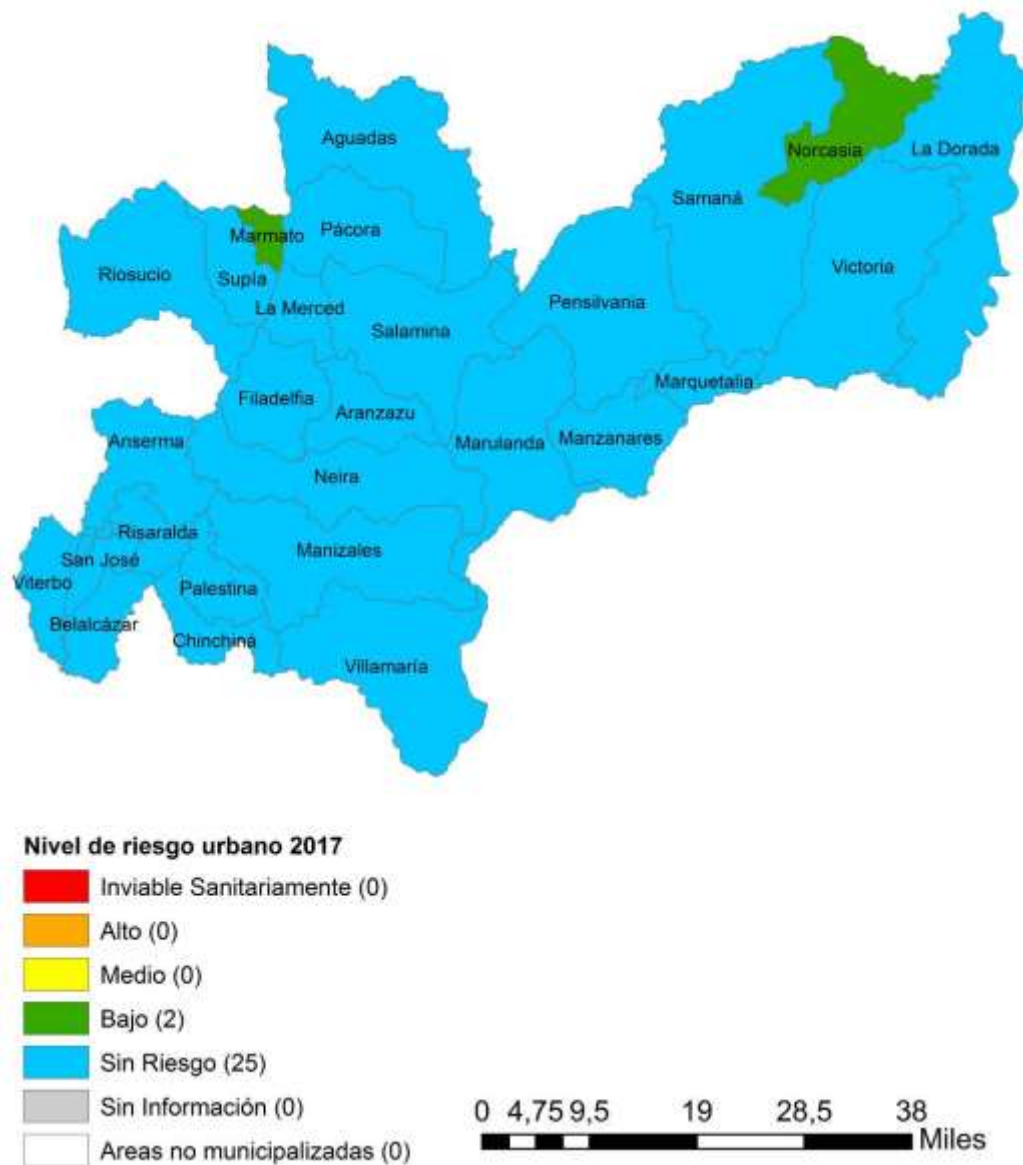 Aguadas
Norcasia
La Dorada
Samaná
Marmato
Pácora
Riosucio
Supía
Victoria
La Merced
Pensilvania
Salamina
Marquetalia
Filadelfia
Aranzazu
Anserma
Marulanda
Manzanares
Neira
Risaralda
Manizales
San José
Viterbo
Palestina
Belalcázar
Chinchiná
Villamaría
Nivel de riesgo urbano 2017
Inviable Sanitariamente (0)
Alto (0)
Medio (0)
Bajo (2)
Sin Riesgo (25)
Sin Información (0)
Areas no municipalizadas (0)
0 4,75 9,5 19 28,5 38
Miles